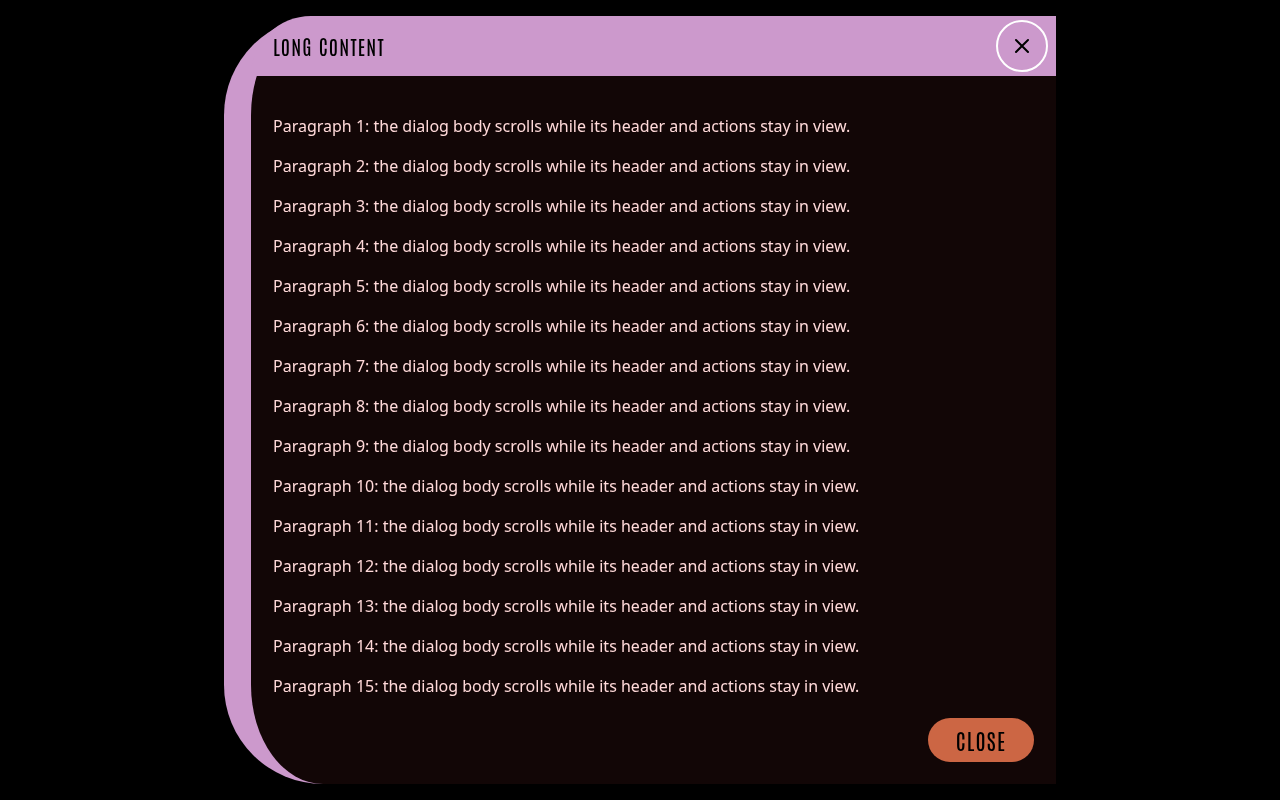 LONG CONTENT
Paragraph 1: the dialog body scrolls while its header and actions stay in view.
Paragraph 2: the dialog body scrolls while its header and actions stay in view.
Paragraph 3: the dialog body scrolls while its header and actions stay in view.
Paragraph 4: the dialog body scrolls while its header and actions stay in view.
Paragraph 5: the dialog body scrolls while its header and actions stay in view.
Paragraph 6: the dialog body scrolls while its header and actions stay in view.
Paragraph 7: the dialog body scrolls while its header and actions stay in view.
Paragraph 8: the dialog body scrolls while its header and actions stay in view.
Paragraph 9: the dialog body scrolls while its header and actions stay in view.
Paragraph 10: the dialog body scrolls while its header and actions stay in view.
Paragraph 11: the dialog body scrolls while its header and actions stay in view.
Paragraph 12: the dialog body scrolls while its header and actions stay in view.
Paragraph 13: the dialog body scrolls while its header and actions stay in view.
Paragraph 14: the dialog body scrolls while its header and actions stay in view.
Paragraph 15: the dialog body scrolls while its header and actions stay in view.
CLOSE